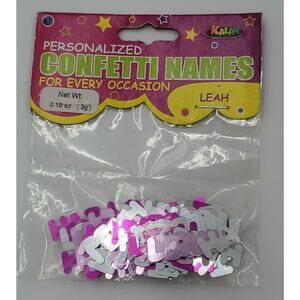 KALAN
PERSONALIZED
CONFETTI NAMES
FOR EVERY OCCASION
Net Wt
0.10 oz (3g)
LEAH